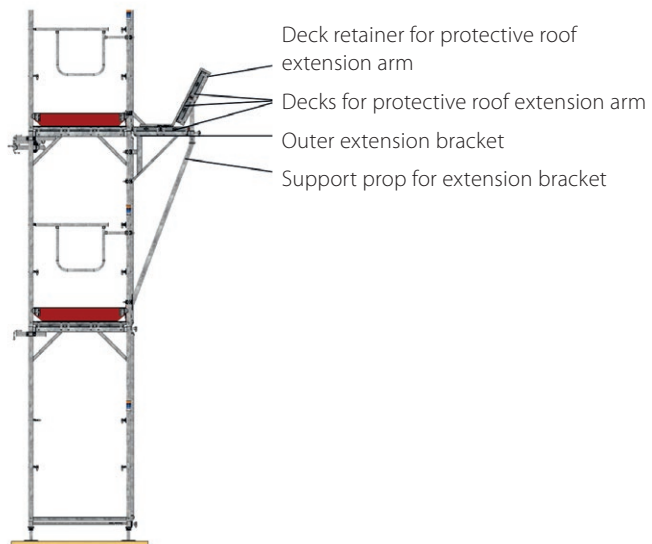 Deck retainer for protective roof
extension arm
Decks for protective roof extension arm
Outer extension bracket
Support prop for extension bracket